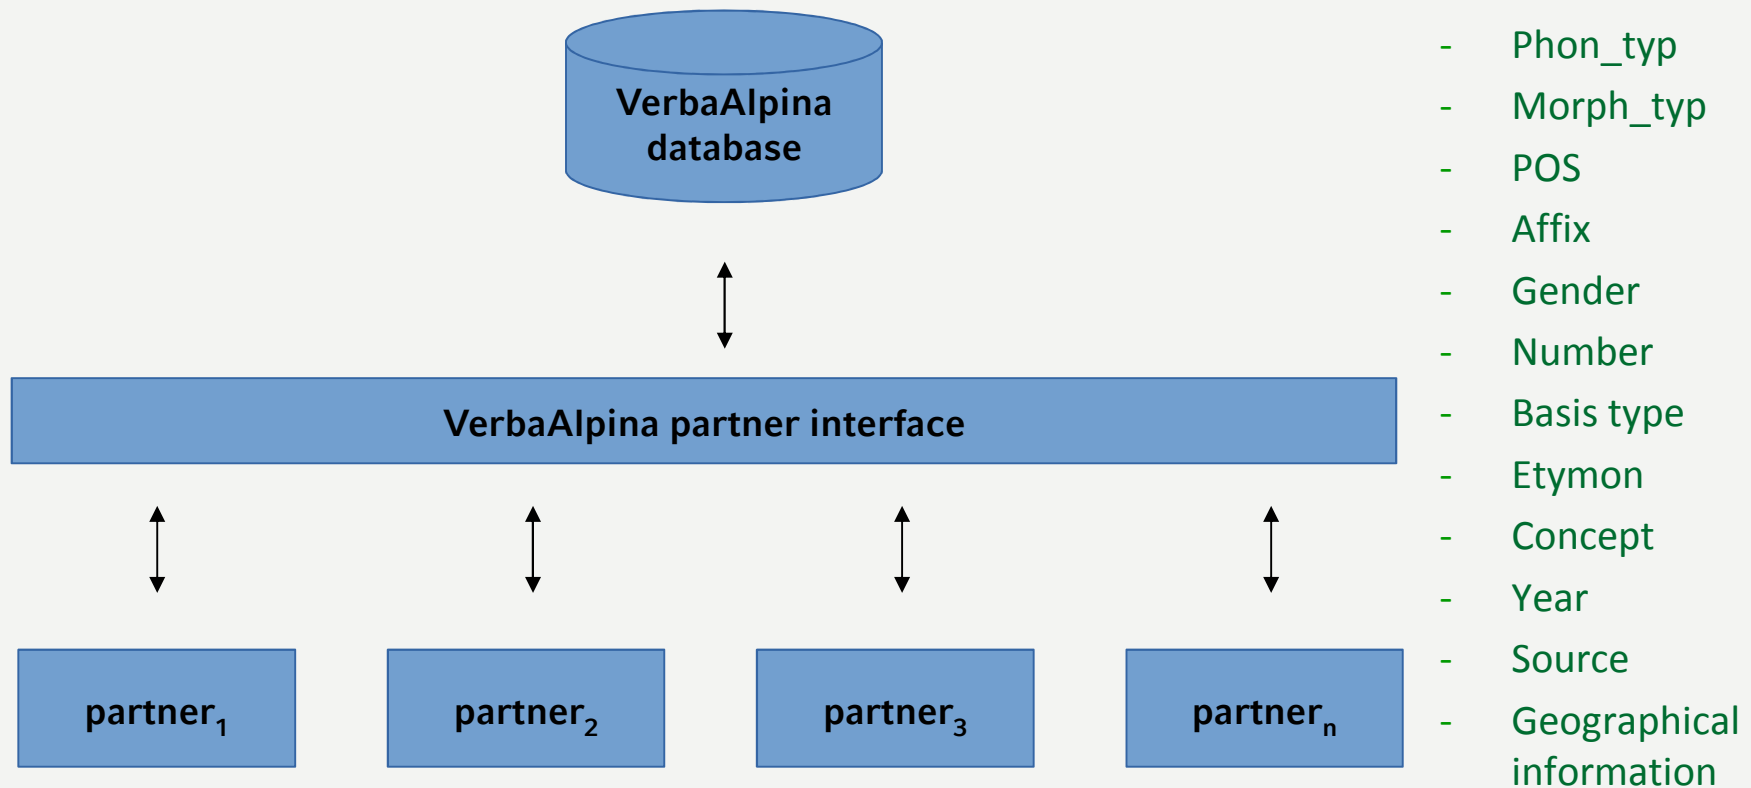 VerbaAlpina
database
VerbaAlpina partner interface
partner₁
partner₂
partner₃
partnerₙ
- Phon_typ
- Morph_typ
- POS
- Affix
- Gender
- Number
- Basis type
- Etymon
- Concept
- Year
- Source
- Geographical
information